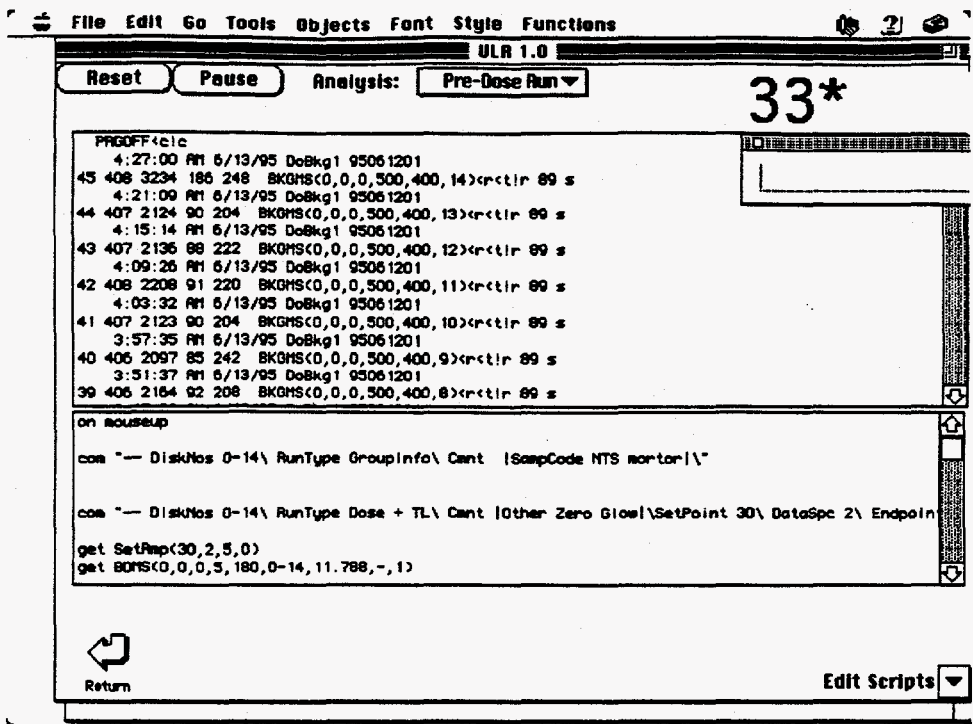 File Edit Go Tools Objects Font Style Functions
ULR 1.0
Reset Pause Analysis: Pre-Dose Run
33*
PRGOFF<cic
4:27:00 AM 6/13/95 DoBkg1 95061201
45 408 3234 186 248 BKGMS(0,0,0,500,400,14)<r<t!r 89 s
4:21:09 AM 6/13/95 DoBkg1 95061201
44 407 2124 90 204 BKGMS(0,0,0,500,400,13)<r<t!r 89 s
4:15:14 AM 6/13/95 DoBkg1 95061201
43 407 2136 88 222 BKGMS(0,0,0,500,400,12)<r<t!r 89 s
4:09:26 AM 6/13/95 DoBkg1 95061201
42 408 2208 91 220 BKGMS(0,0,0,500,400,11)<r<t!r 89 s
4:03:32 AM 6/13/95 DoBkg1 95061201
41 407 2123 90 204 BKGMS(0,0,0,500,400,10)<r<t!r 89 s
3:57:35 AM 6/13/95 DoBkg1 95061201
40 406 2097 85 242 BKGMS(0,0,0,500,400,9)<r<t!r 89 s
3:51:37 AM 6/13/95 DoBkg1 95061201
39 406 2164 92 208 BKGMS(0,0,0,500,400,8)<r<t!r 89 s
on mouseup
com "-- DiskNos 0-14\ RunType GroupInfo\ Cmnt |SampCode NTS mortor|\"
com "-- DiskNos 0-14\ RunType Dose + TL\ Cmnt |Other Zero Glow|\SetPoint 30\ DataSpc 2\ Endpoin
get SetAmp(30,2,5,0)
get BDMS(0,0,0,5,180,0-14,11.788,-,1)
Return
Edit Scripts